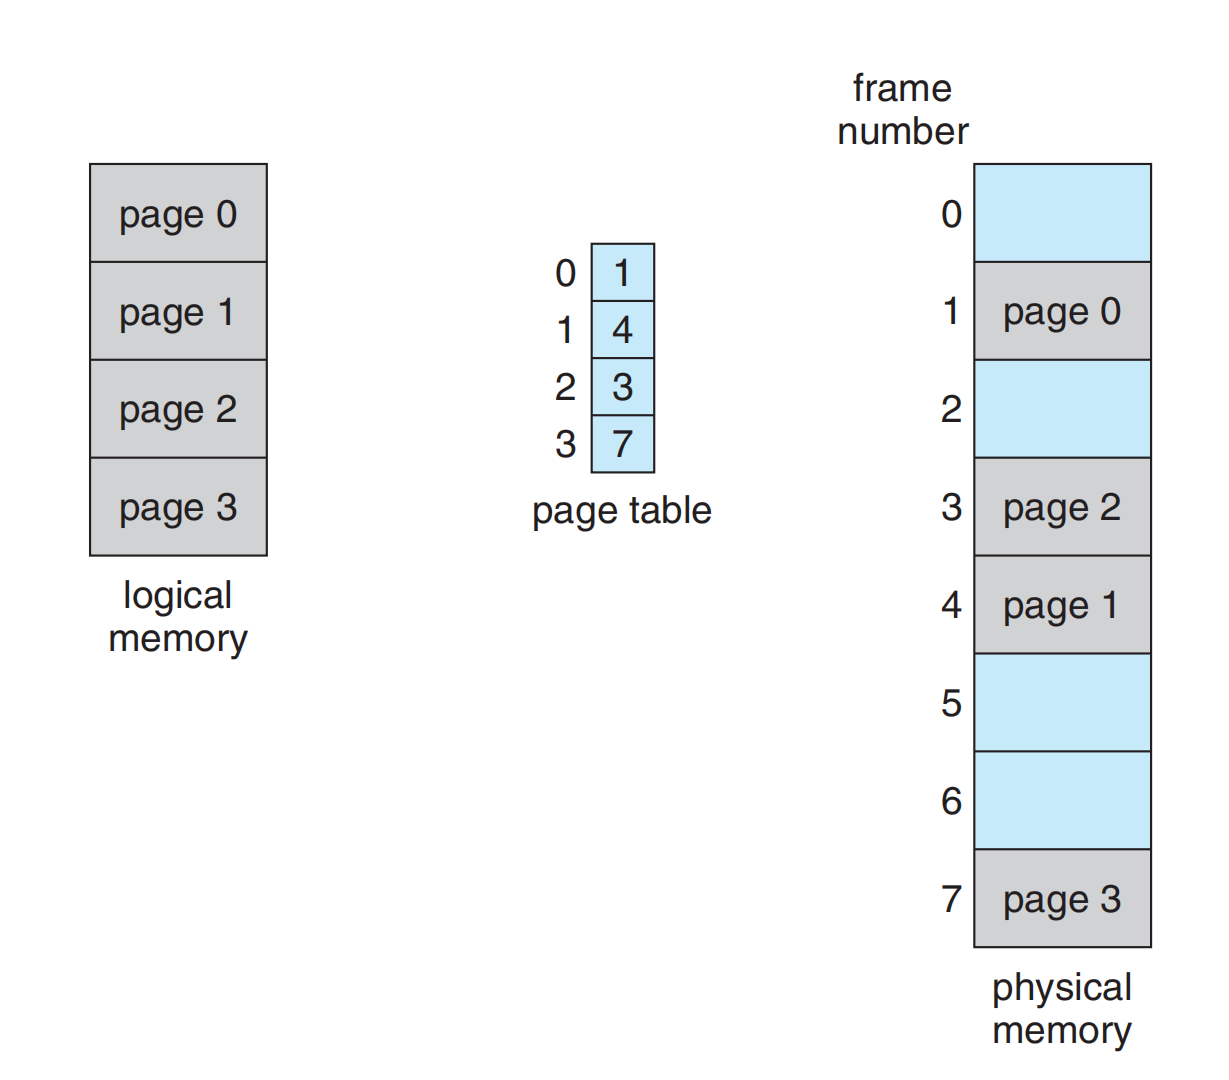 page 0
page 1
page 2
page 3
logical
memory
0 1
1 4
2 3
3 7
page table
frame
number
0
1 page 0
2
3 page 2
4 page 1
5
6
7 page 3
physical
memory